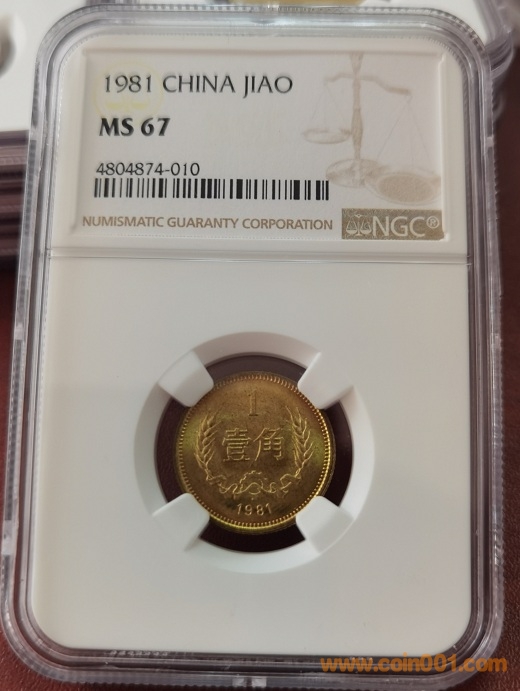 1981 CHINA JIAO
MS 67
4804874-010
NUMISMATIC GUARANTY CORPORATION NGC®
1
壹角
1981
www.coin001.com